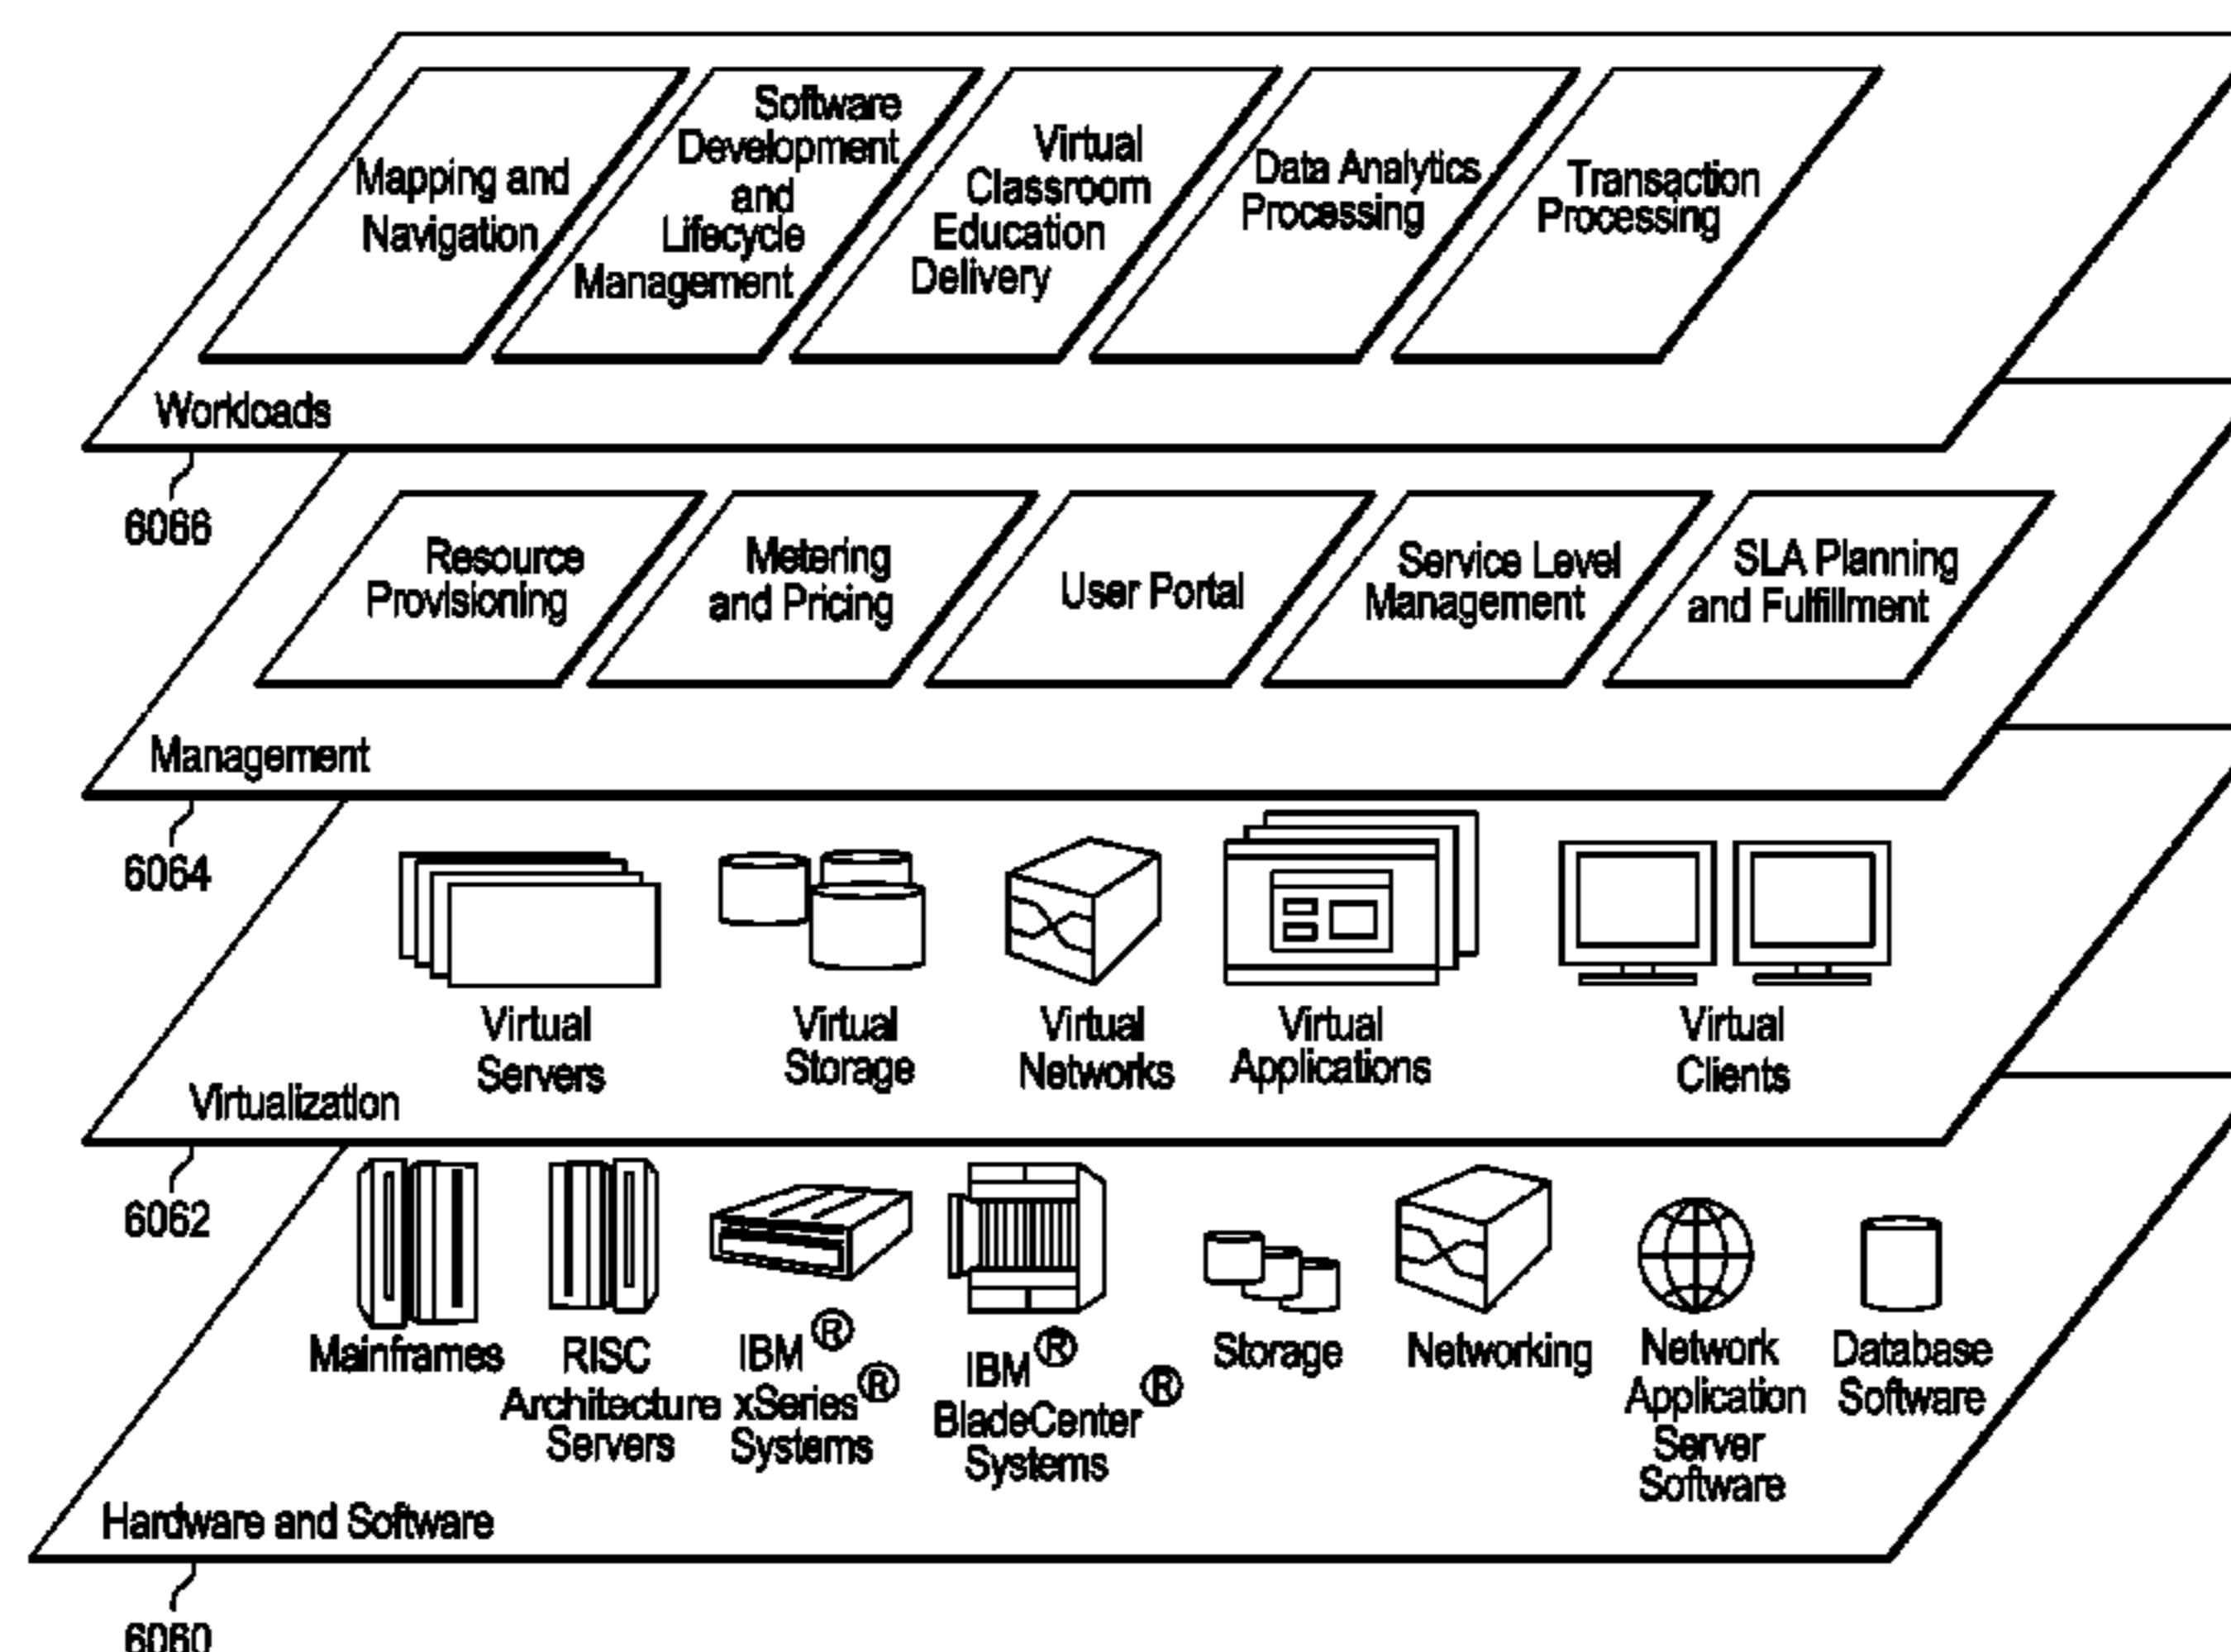 Mapping and
Navigation
Software
Development
and
Lifecycle
Management
Virtual
Classroom
Education
Delivery
Data Analytics
Processing
Transaction
Processing
Workloads
6066
Resource
Provisioning
Metering
and Pricing
User Portal
Service Level
Management
SLA Planning
and Fulfillment
Management
6064
Virtual
Servers
Virtual
Storage
Virtual
Networks
Virtual
Applications
Virtual
Clients
Virtualization
6062
Mainframes
RISC
Architecture
Servers
IBM®
xSeries®
Systems
IBM®
BladeCenter®
Systems
Storage
Networking
Network
Application
Server
Software
Database
Software
Hardware and Software
6060